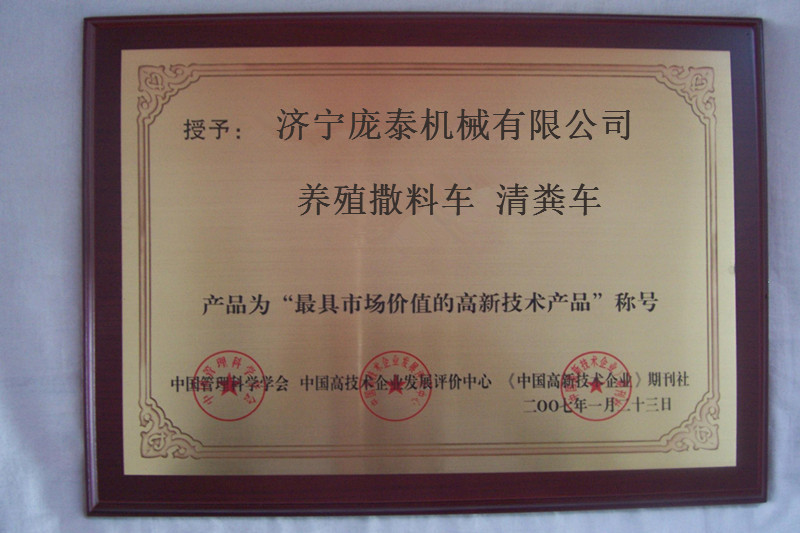 授予： 济宁庞泰机械有限公司
养殖撒料车 清粪车
产品为“最具市场价值的高新技术产品”称号
中国管理科学学会 中国高技术企业发展评价中心 《中国高新技术企业》期刊社
二〇〇七年一月二十三日